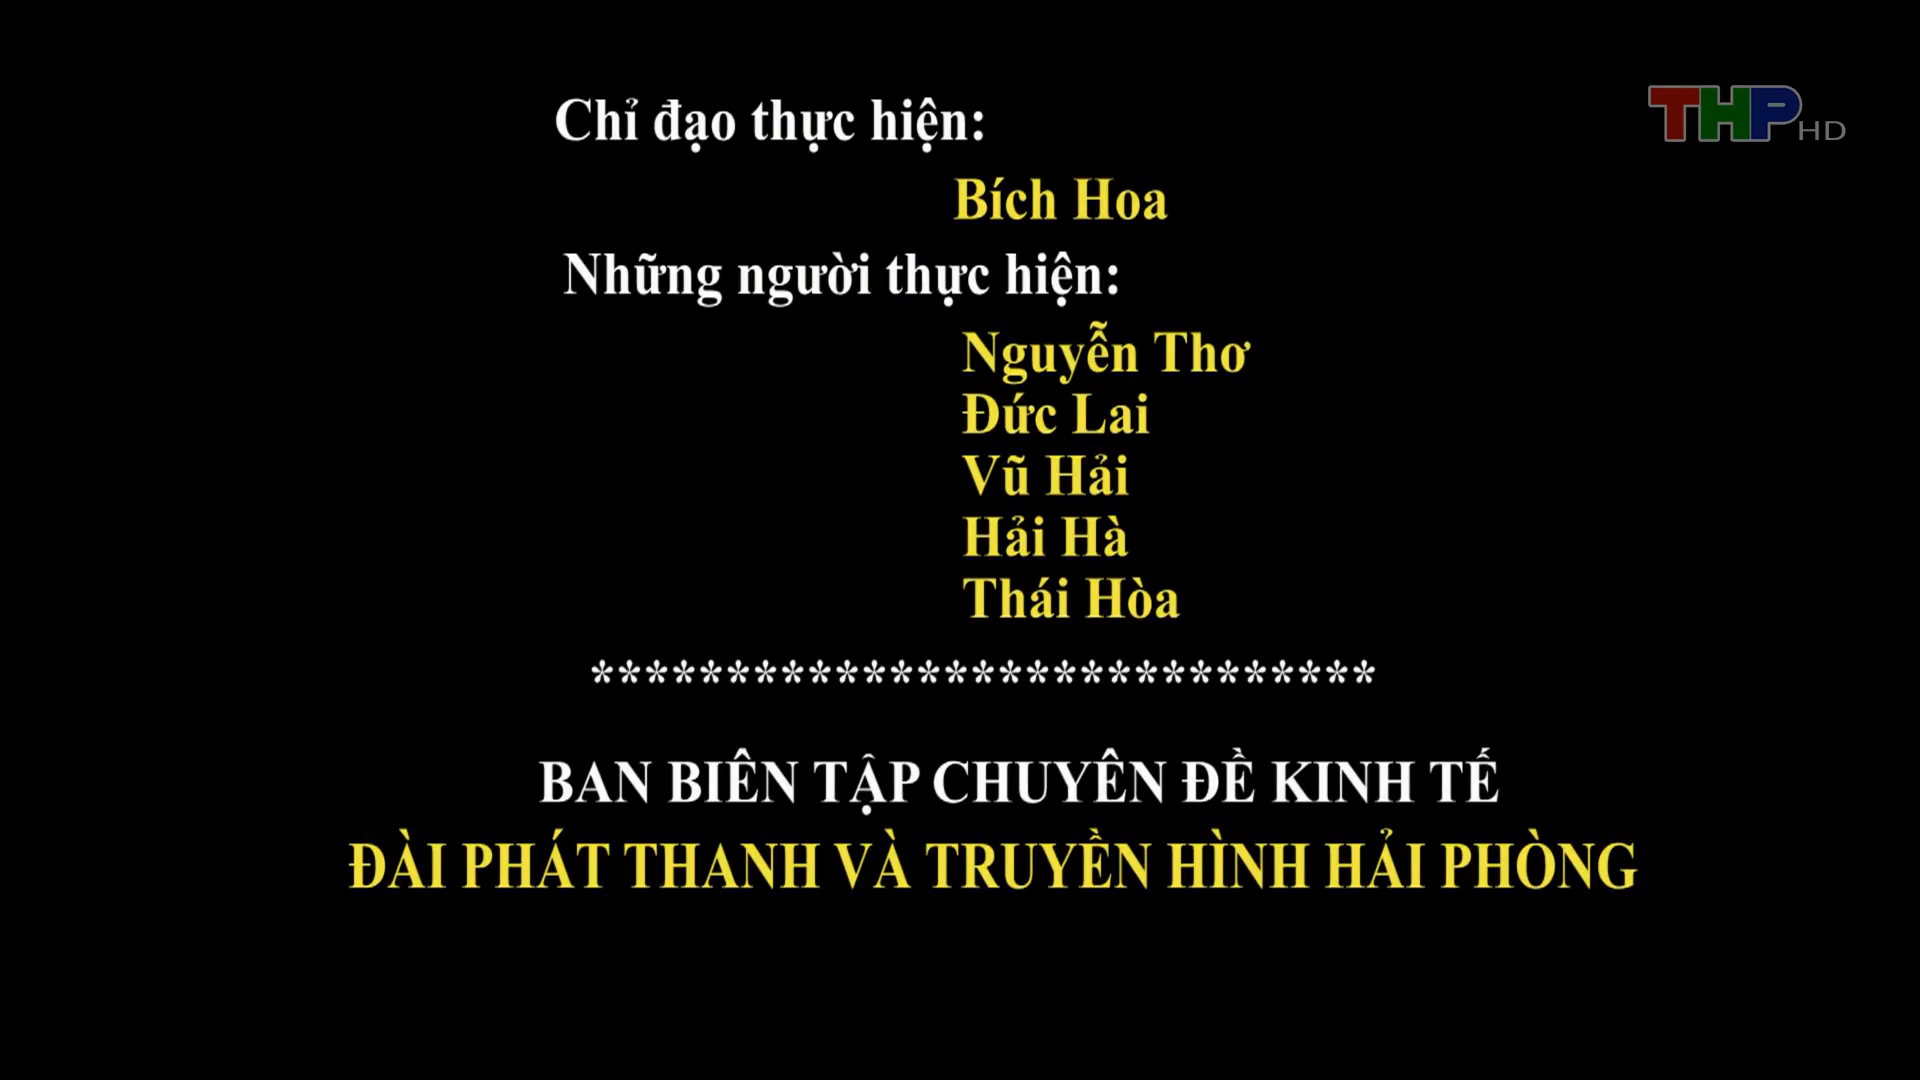 Chỉ đạo thực hiện:
THP HD
Bích Hoa
Những người thực hiện:
Nguyễn Thơ
Đức Lai
Vũ Hải
Hải Hà
Thái Hòa
*****************************
BAN BIÊN TẬP CHUYÊN ĐỀ KINH TẾ
ĐÀI PHÁT THANH VÀ TRUYỀN HÌNH HẢI PHÒNG